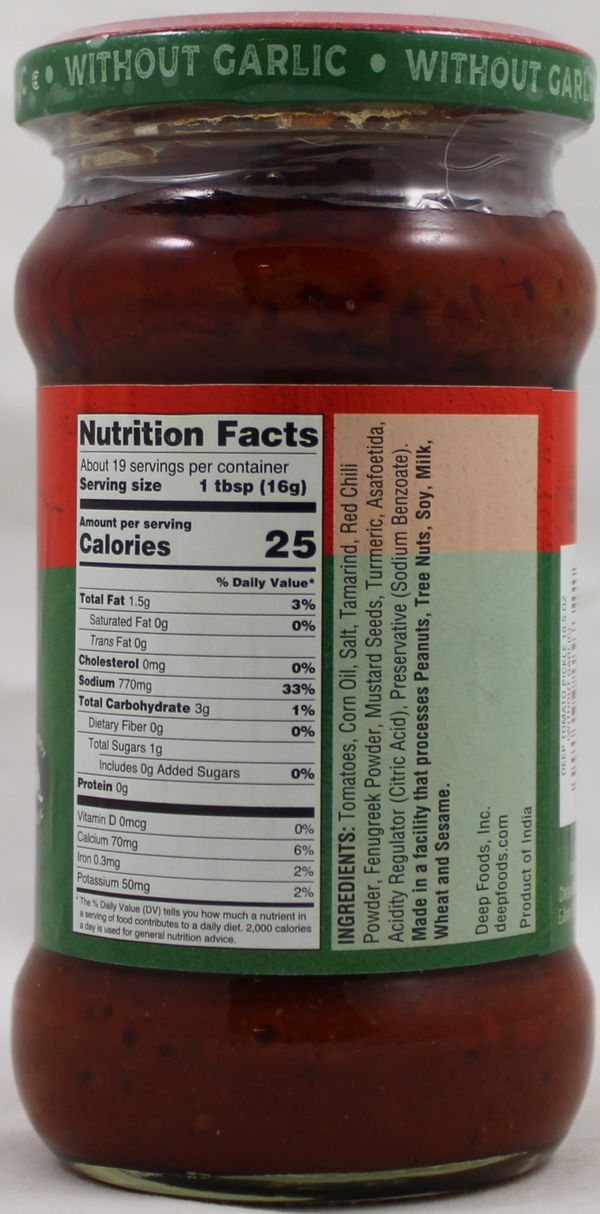 WITHOUT GARLIC • WITHOUT GARL
Nutrition Facts
About 19 servings per container
Serving size 1 tbsp (16g)
Amount per serving
Calories 25
% Daily Value*
Total Fat 1.5g 3%
Saturated Fat 0g 0%
Trans Fat 0g
Cholesterol 0mg 0%
Sodium 770mg 33%
Total Carbohydrate 3g 1%
Dietary Fiber 0g 0%
Total Sugars 1g
Includes 0g Added Sugars 0%
Protein 0g
Vitamin D 0mcg 0%
Calcium 70mg 6%
Iron 0.3mg 2%
Potassium 50mg 2%
* The % Daily Value (DV) tells you how much a nutrient in
a serving of food contributes to a daily diet. 2,000 calories
a day is used for general nutrition advice.
INGREDIENTS: Tomatoes, Corn Oil, Salt, Tamarind, Red Chili
Powder, Fenugreek Powder, Mustard Seeds, Turmeric, Asafoetida,
Acidity Regulator (Citric Acid), Preservative (Sodium Benzoate).
Made in a facility that processes Peanuts, Tree Nuts, Soy, Milk,
Wheat and Sesame.
Deep Foods, Inc.
deepfoods.com
Product of India
DEEP TOMATO PICKLE 10.5 OZ